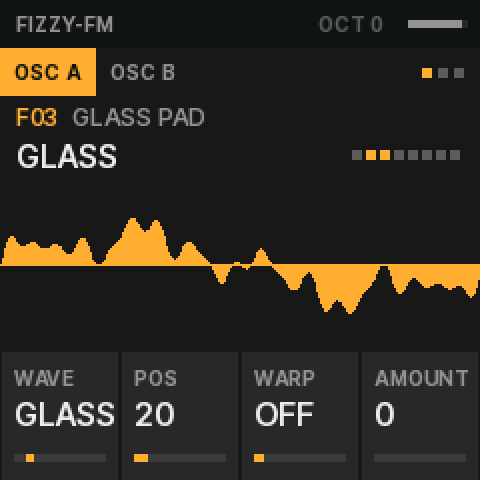 FIZZY-FM OCT 0
OSC A OSC B
F03 GLASS PAD
GLASS
WAVE POS WARP AMOUNT
GLASS 20 OFF 0